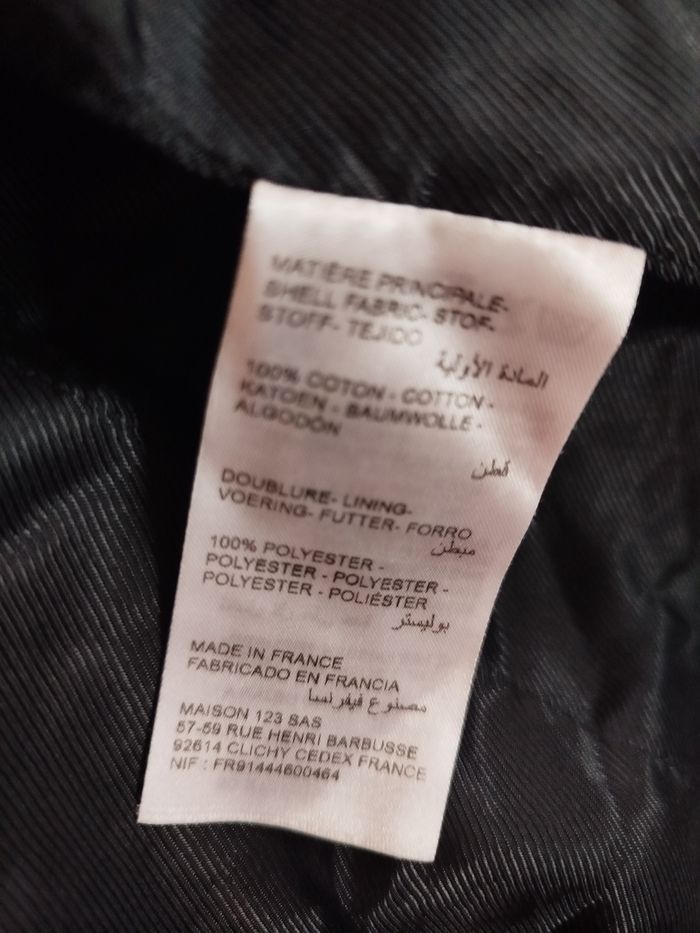 MATIÈRE PRINCIPALE-
SHELL FABRIC- STOF-
STOFF- TEJIDO
المادة الأولية
100% COTON - COTTON -
KATOEN - BAUMWOLLE -
ALGODÓN
قطن
DOUBLURE- LINING-
VOERING- FUTTER- FORRO
مبطن
100% POLYESTER -
POLYESTER - POLYESTER -
POLYESTER - POLIÉSTER
بوليستر
MADE IN FRANCE
FABRICADO EN FRANCIA
مصنوع فيفرنسا
MAISON 123 SAS
57-59 RUE HENRI BARBUSSE
92614 CLICHY CEDEX FRANCE
NIF : FR91444600464